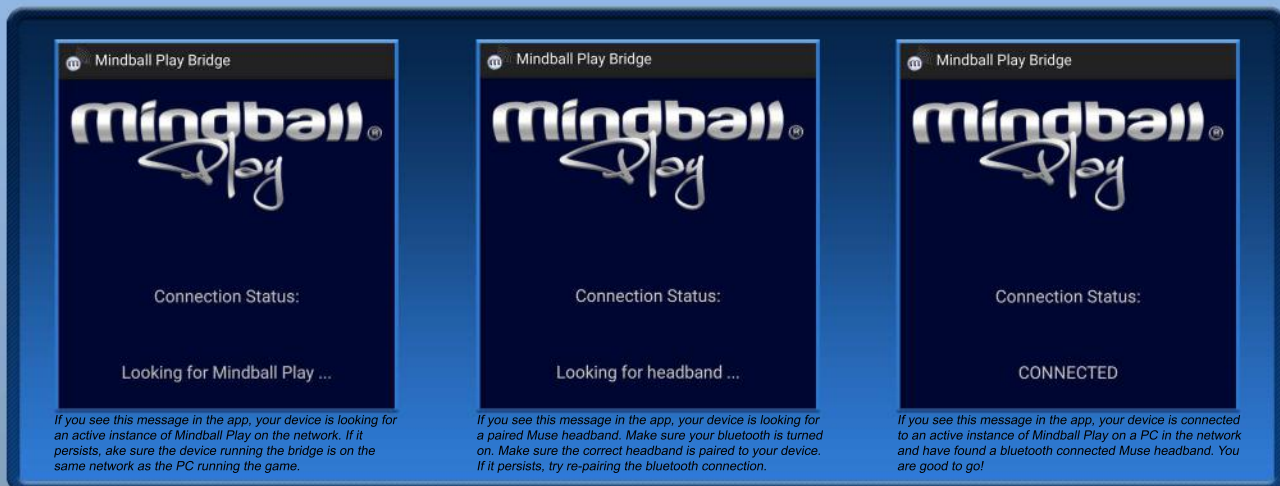 Mindball Play Bridge
mindball®
Play
Connection Status:
Looking for Mindball Play ...
If you see this message in the app, your device is looking for
an active instance of Mindball Play on the network. If it
persists, ake sure the device running the bridge is on the
same network as the PC running the game.
Mindball Play Bridge
mindball®
Play
Connection Status:
Looking for headband ...
If you see this message in the app, your device is looking for
a paired Muse headband. Make sure your bluetooth is turned
on. Make sure the correct headband is paired to your device.
If it persists, try re-pairing the bluetooth connection.
Mindball Play Bridge
mindball®
Play
Connection Status:
CONNECTED
If you see this message in the app, your device is connected
to an active instance of Mindball Play on a PC in the network
and have found a bluetooth connected Muse headband. You
are good to go!